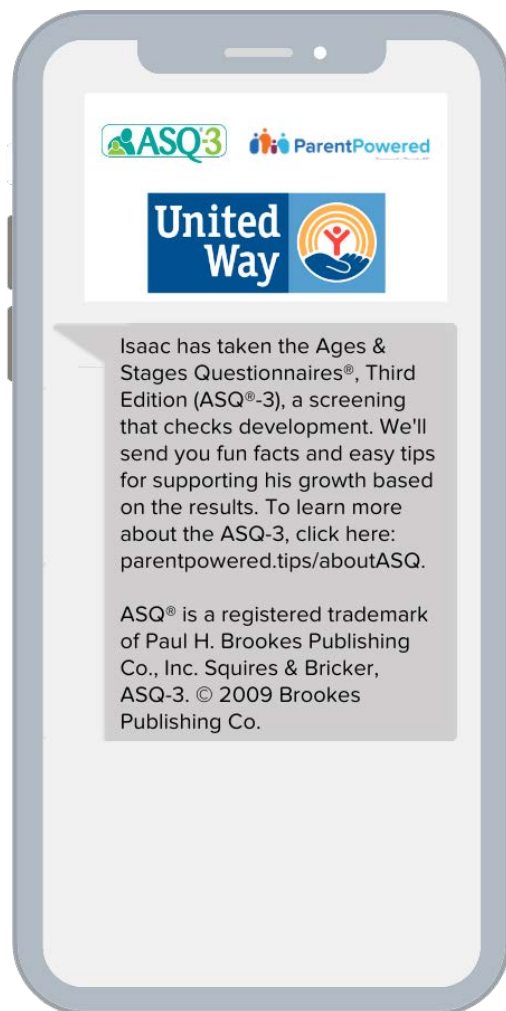 ASQ®3
ParentPowered
United
Way
Isaac has taken the Ages &
Stages Questionnaires®, Third
Edition (ASQ®-3), a screening
that checks development. We'll
send you fun facts and easy tips
for supporting his growth based
on the results. To learn more
about the ASQ-3, click here:
parentpowered.tips/aboutASQ.
ASQ® is a registered trademark
of Paul H. Brookes Publishing
Co., Inc. Squires & Bricker,
ASQ-3. © 2009 Brookes
Publishing Co.